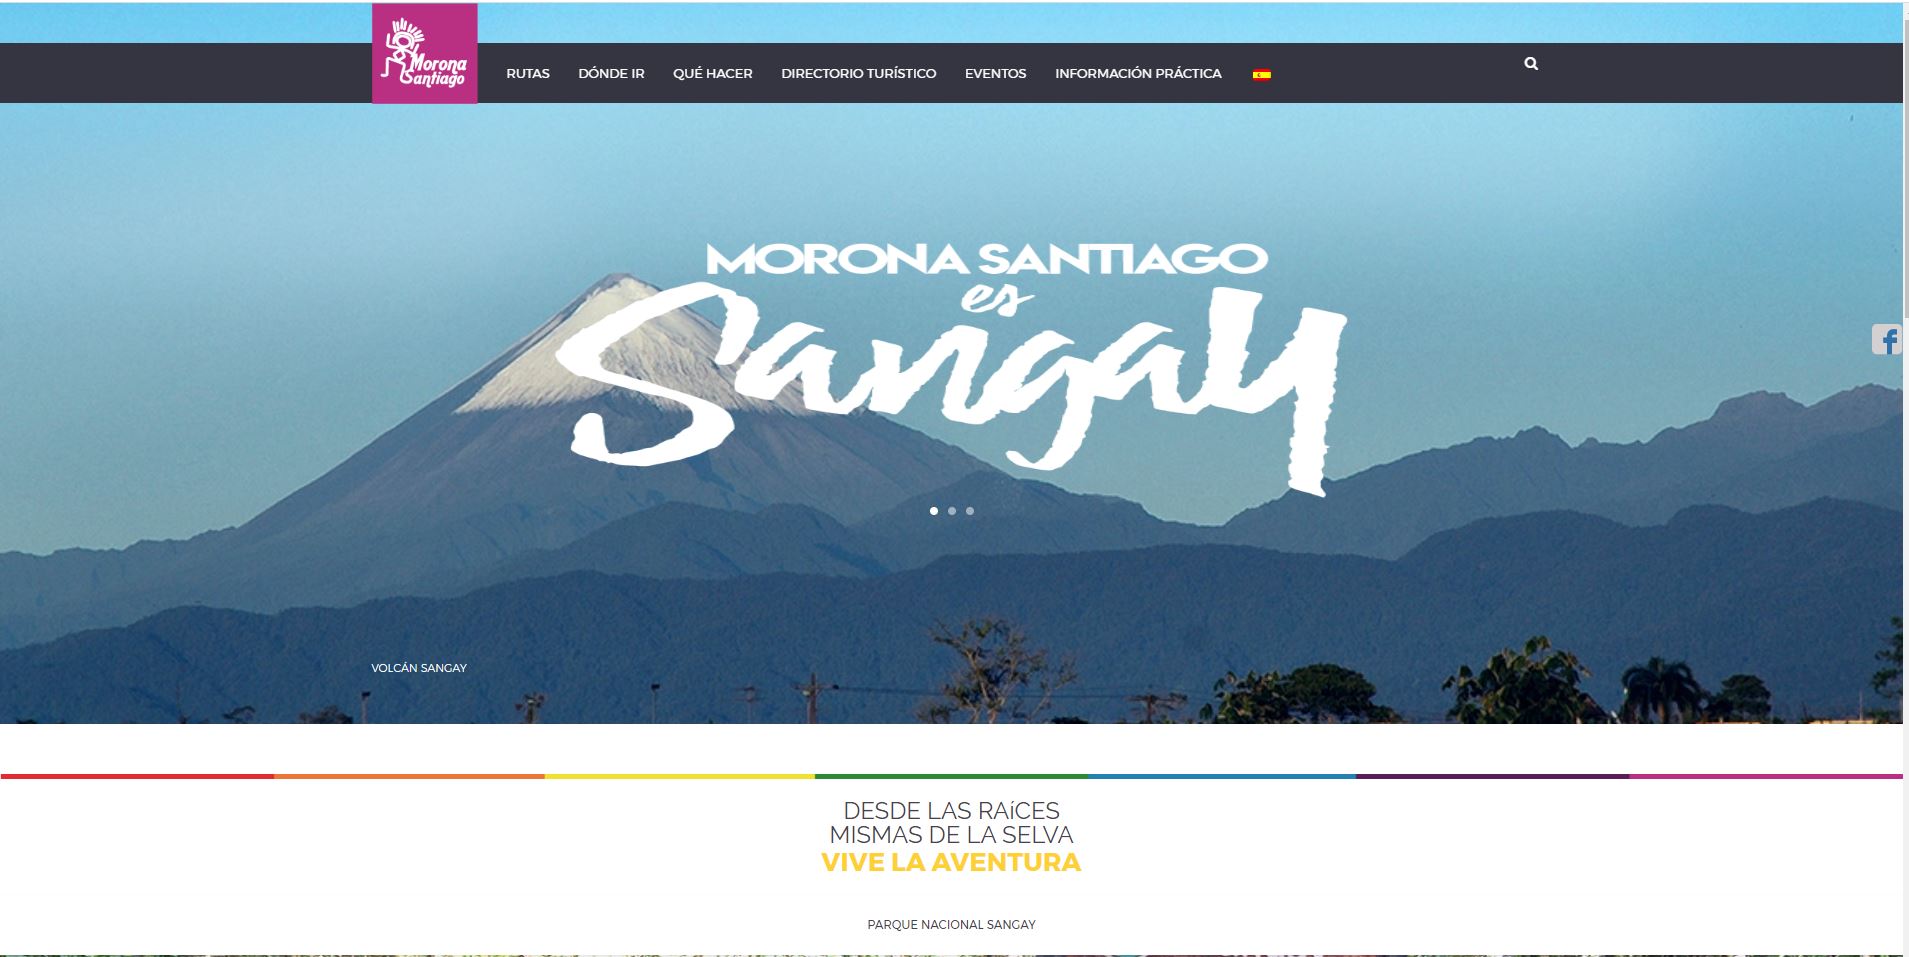 Morona
Santiago
RUTAS
DÓNDE IR
QUÉ HACER
DIRECTORIO TURÍSTICO
EVENTOS
INFORMACIÓN PRÁCTICA
MORONA SANTIAGO
es
Sangay
VOLCÁN SANGAY
DESDE LAS RAíCES
MISMAS DE LA SELVA
VIVE LA AVENTURA
PARQUE NACIONAL SANGAY